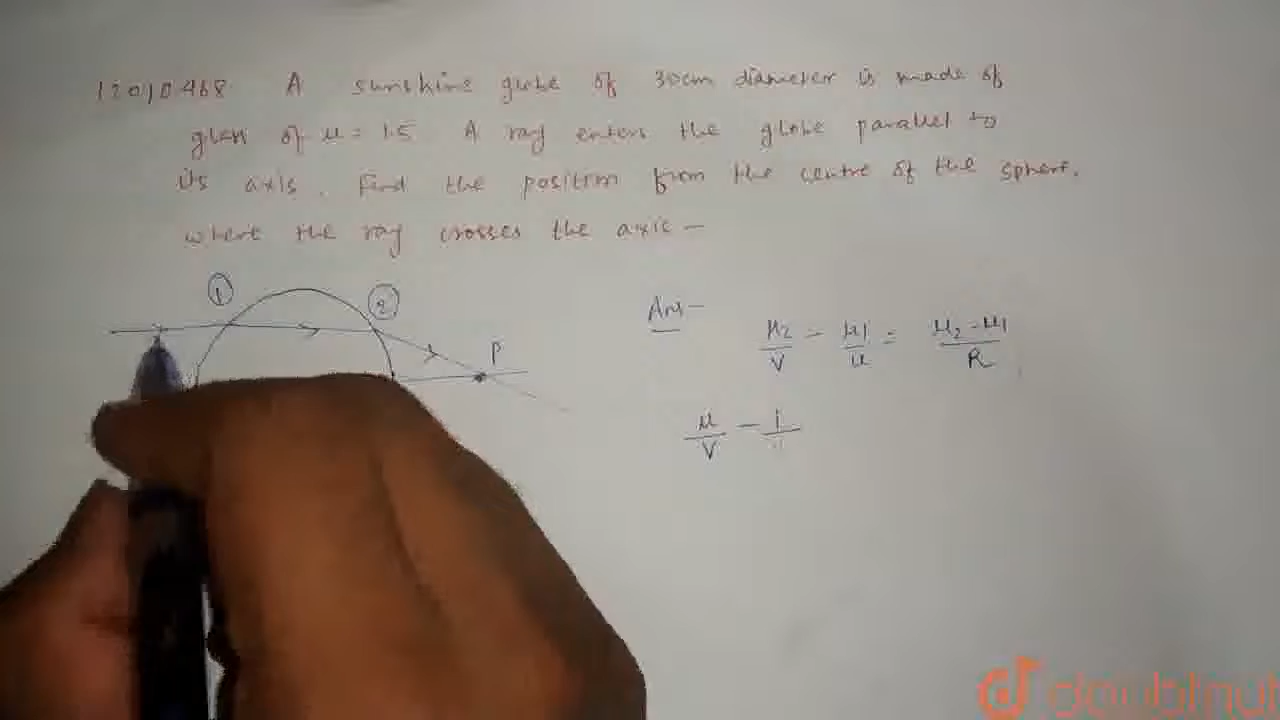 12010468 A sunshine globe of 30cm diameter is made of
glass of μ = 1.5. A ray enters the globe parallel to
its axis. Find the position from the centre of the sphere,
where the ray crosses the axis —
① ② P
Ans —
μ2/v - μ1/u = μ2-μ1/R
μ/v - 1/
doubtnut